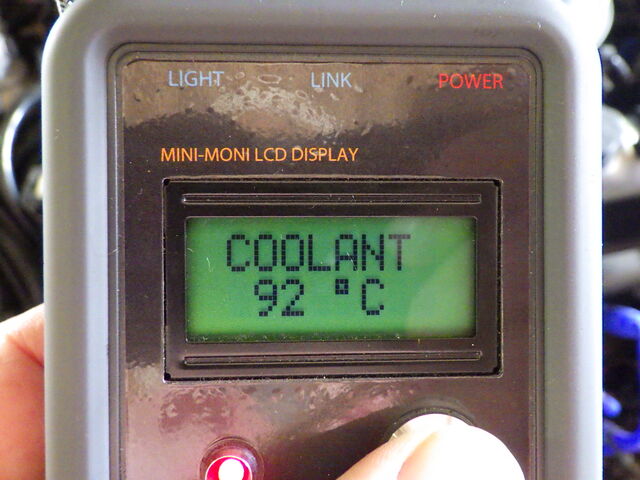 LIGHT LINK POWER
MINI-MONI LCD DISPLAY
COOLANT
92 °C